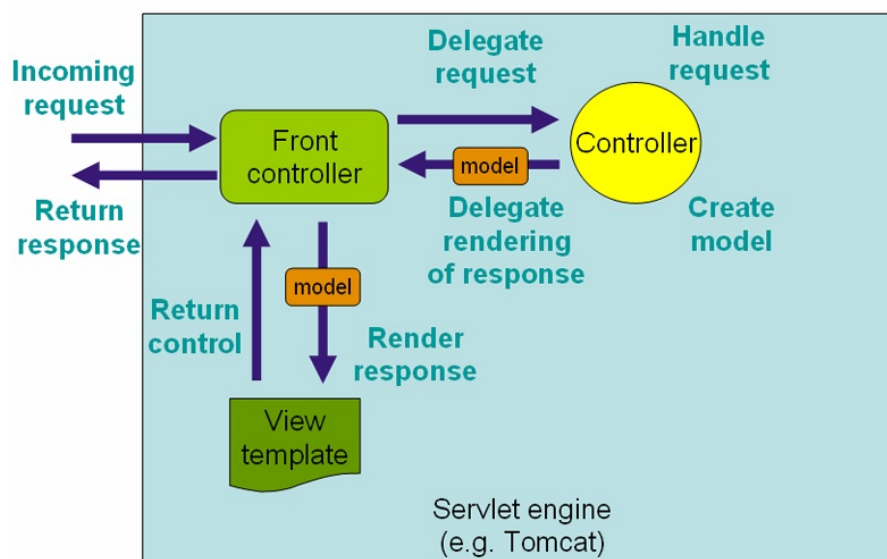 Incoming
request
Delegate
request
Handle
request
Front
controller
Controller
model
Return
response
Delegate
rendering
of response
Create
model
model
Return
control
Render
response
View
template
Servlet engine
(e.g. Tomcat)